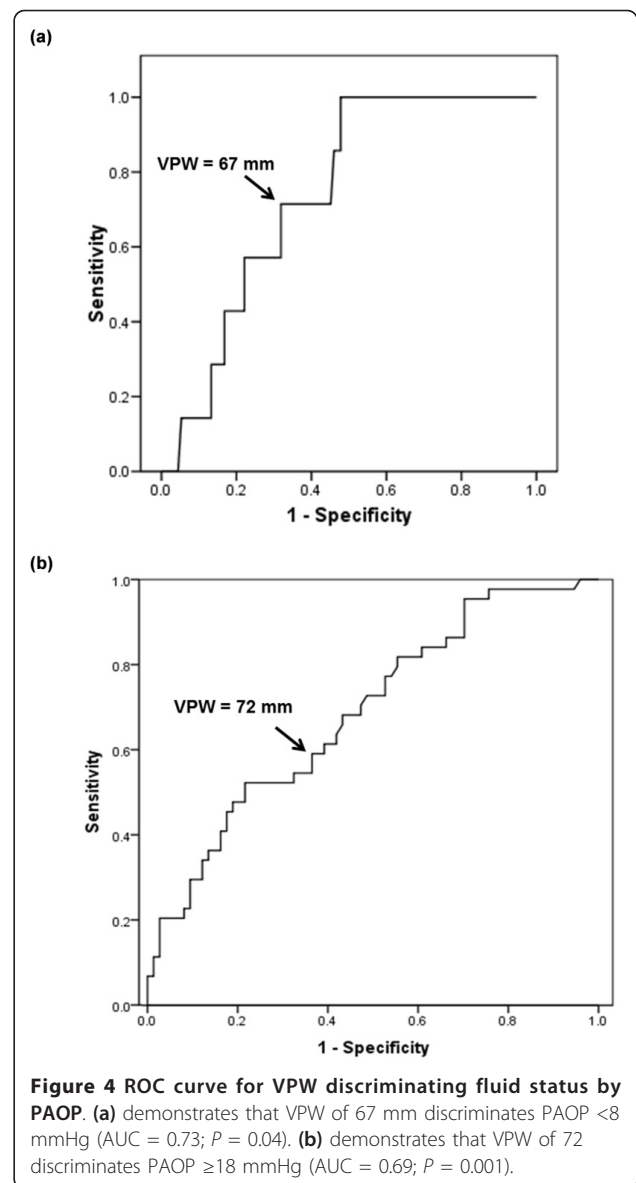 (a)
1.0
0.8
VPW = 67 mm
0.6
Sensitivity
0.4
0.2
0.0
0.0 0.2 0.4 0.6 0.8 1.0
1 - Specificity
(b)
1.0
0.8
VPW = 72 mm
0.6
Sensitivity
0.4
0.2
0.0
0.0 0.2 0.4 0.6 0.8 1.0
1 - Specificity
Figure 4 ROC curve for VPW discriminating fluid status by
PAOP. (a) demonstrates that VPW of 67 mm discriminates PAOP <8
mmHg (AUC = 0.73; P = 0.04). (b) demonstrates that VPW of 72
discriminates PAOP ≥18 mmHg (AUC = 0.69; P = 0.001).